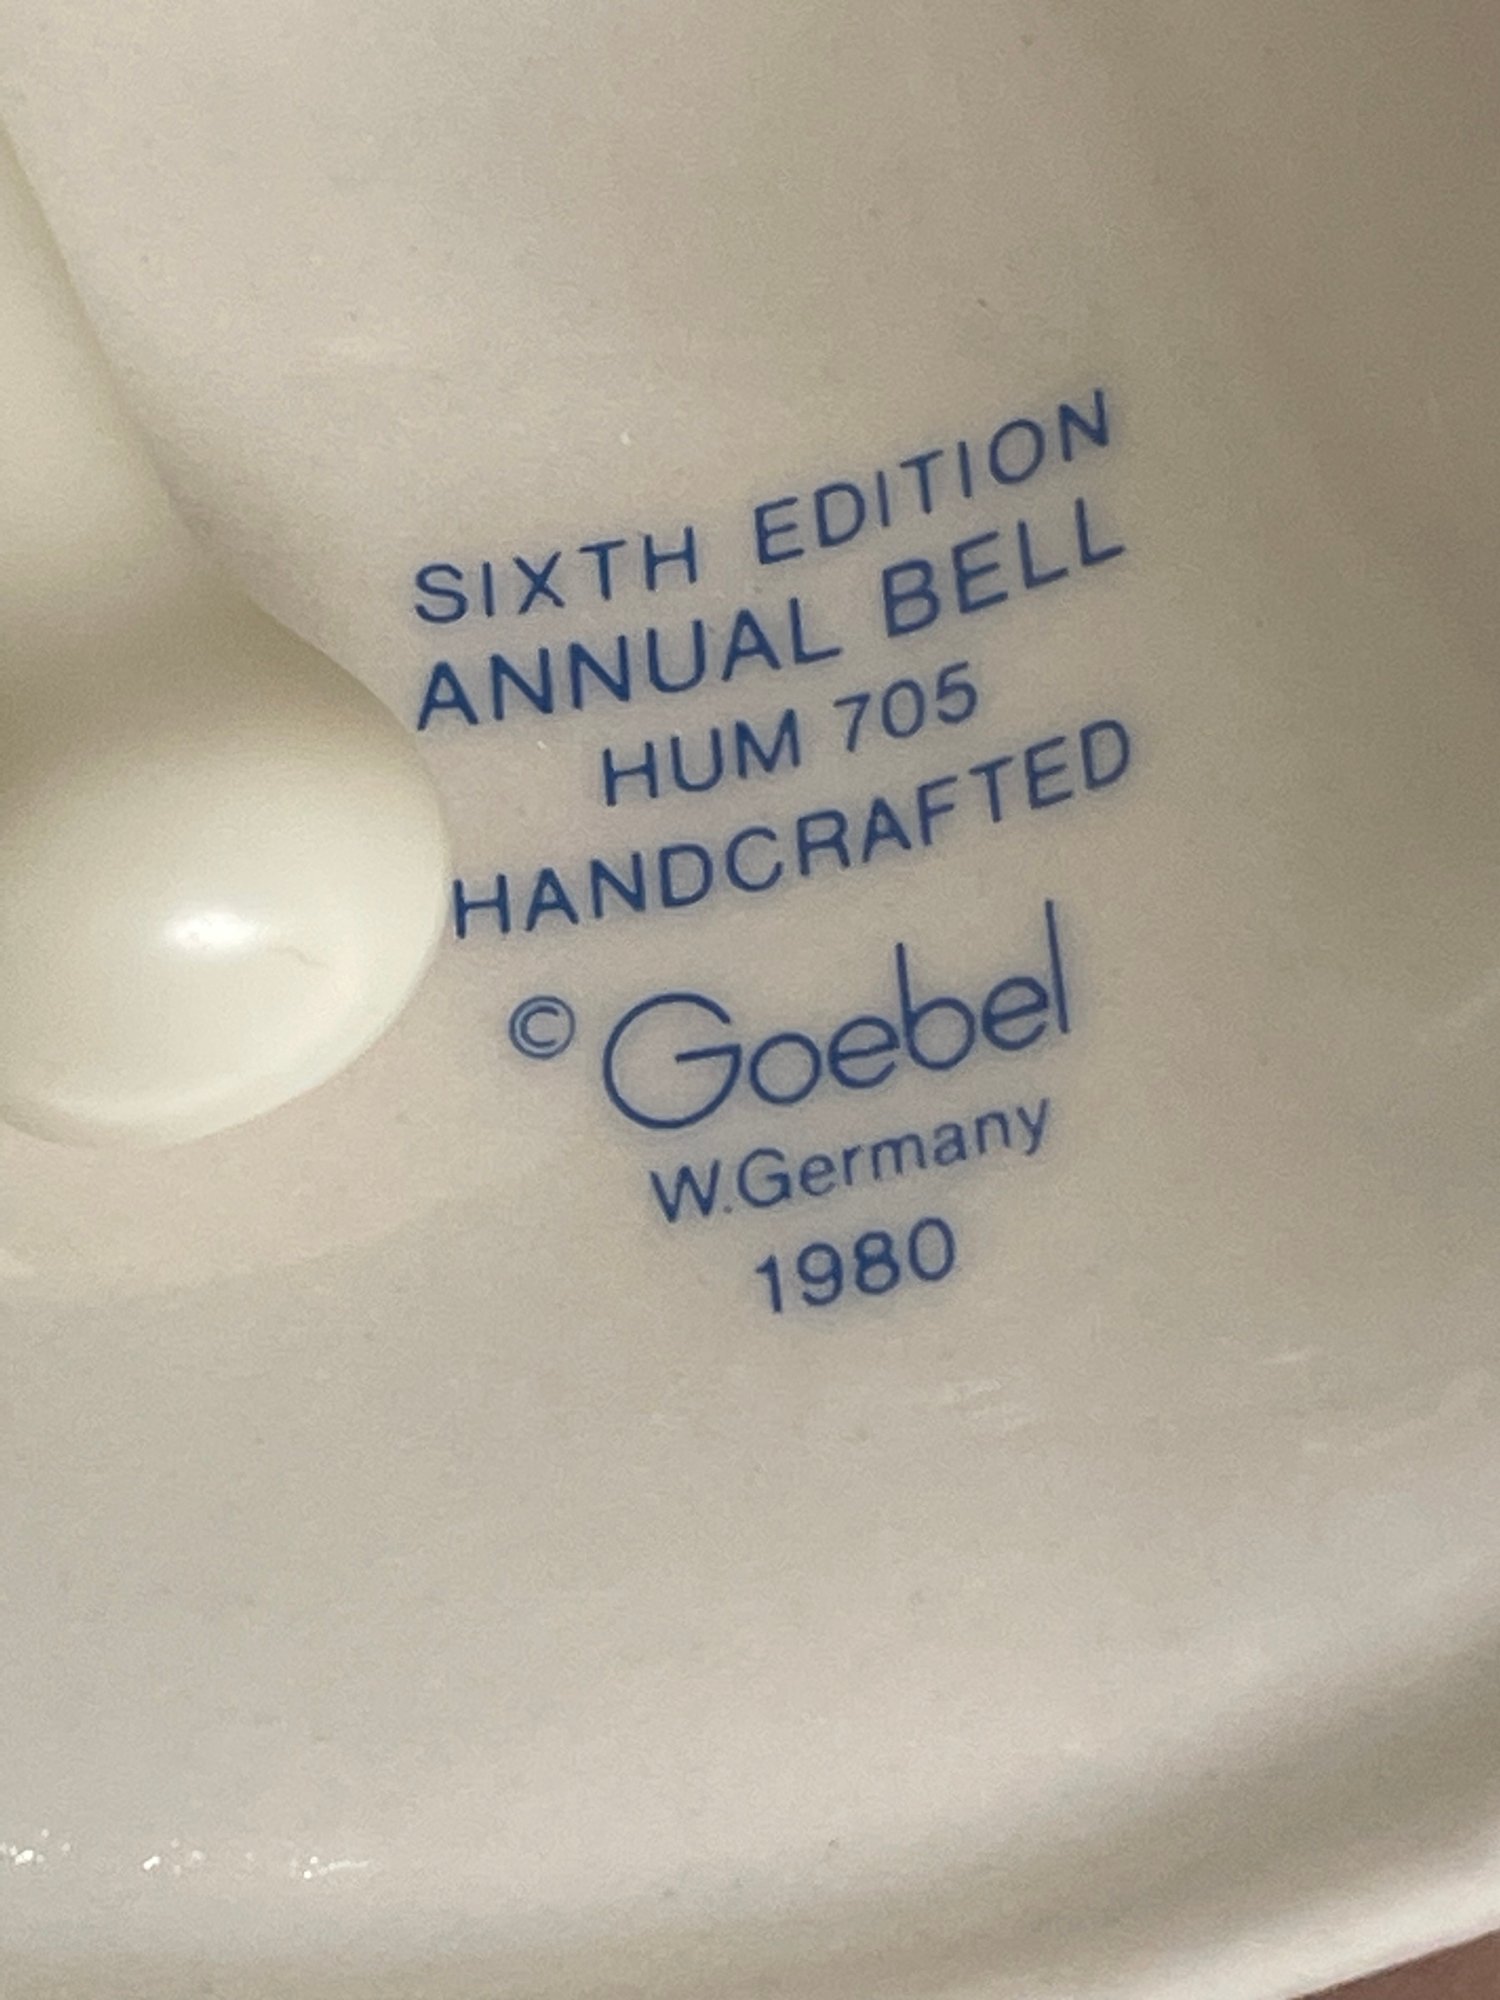 SIXTH EDITION
ANNUAL BELL
HUM 705
HANDCRAFTED
© Goebel
W.Germany
1980